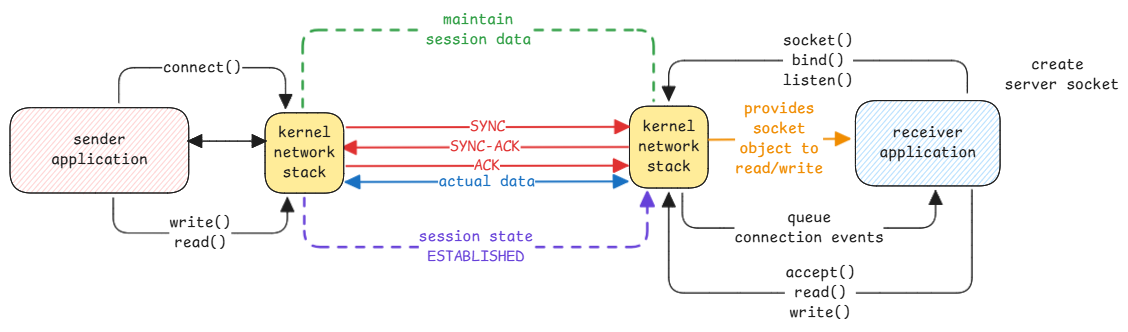 maintain
session data
connect()
sender
application
kernel
network
stack
SYNC
SYNC-ACK
ACK
actual data
write()
read()
session state
ESTABLISHED
kernel
network
stack
socket()
bind()
listen()
create
server socket
provides
socket
object to
read/write
receiver
application
queue
connection events
accept()
read()
write()